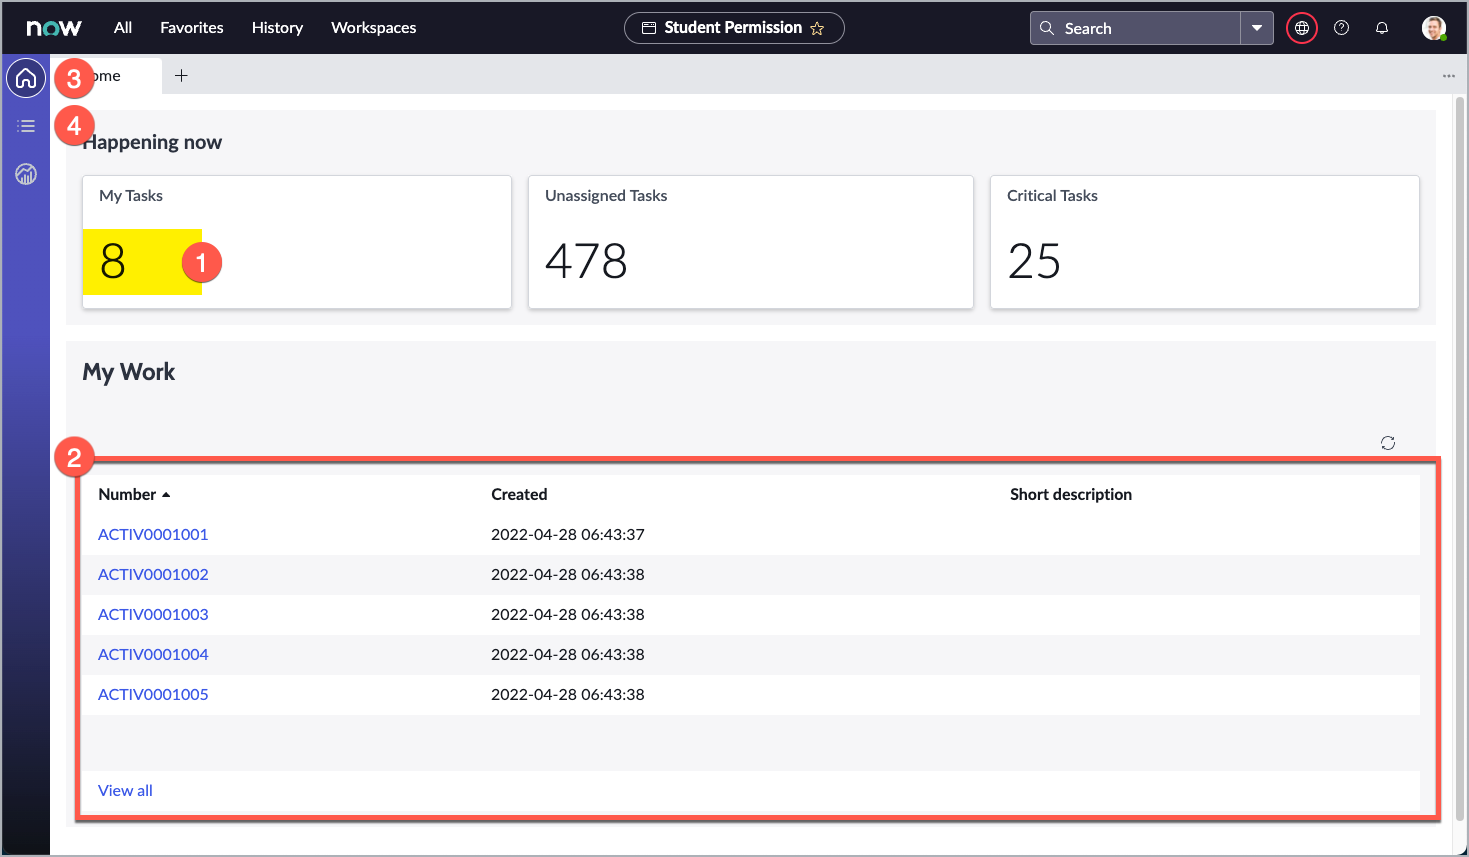 now All Favorites History Workspaces Student Permission Search
3 ome +
4
Happening now
My Tasks Unassigned Tasks Critical Tasks
8 1 478 25
My Work
2
Number Created Short description
ACTIV0001001 2022-04-28 06:43:37
ACTIV0001002 2022-04-28 06:43:38
ACTIV0001003 2022-04-28 06:43:38
ACTIV0001004 2022-04-28 06:43:38
ACTIV0001005 2022-04-28 06:43:38
View all